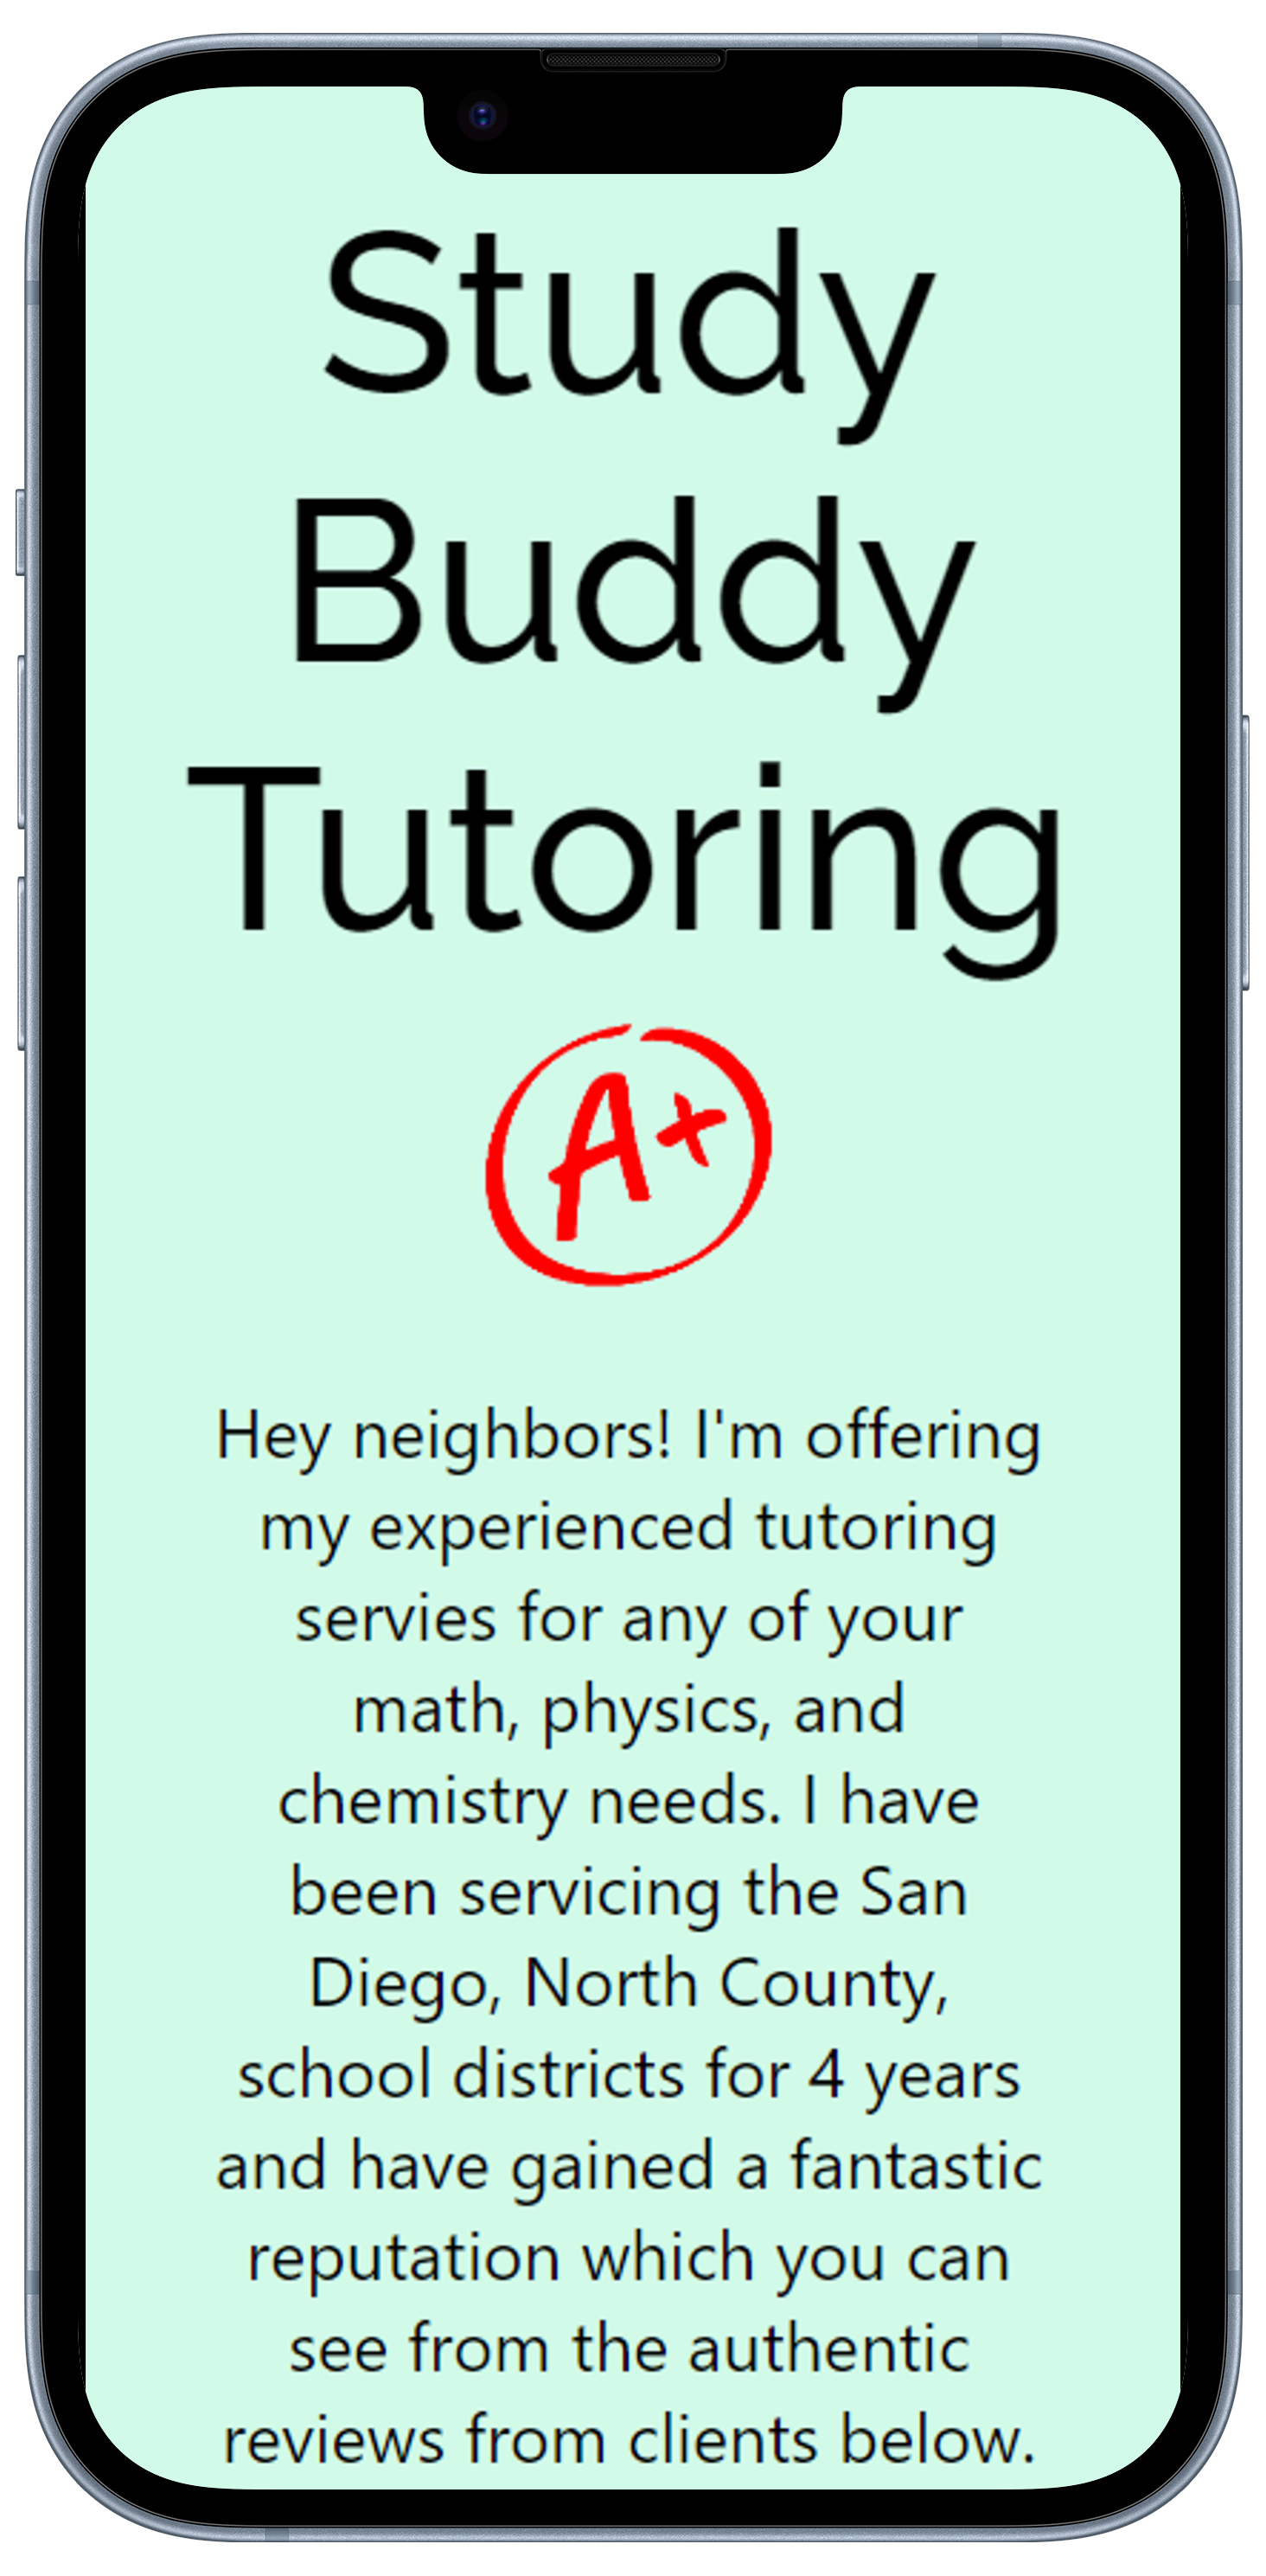 Study
Buddy
Tutoring
A+
Hey neighbors! I'm offering
my experienced tutoring
servies for any of your
math, physics, and
chemistry needs. I have
been servicing the San
Diego, North County,
school districts for 4 years
and have gained a fantastic
reputation which you can
see from the authentic
reviews from clients below.